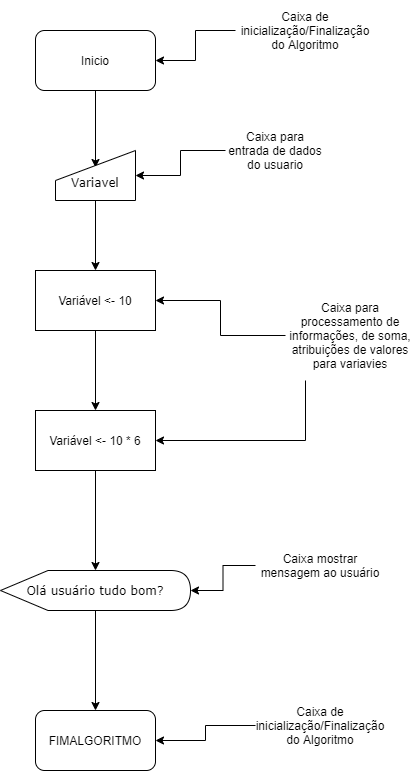 Caixa de
inicialização/Finalização
do Algoritmo
Inicio
Caixa para
entrada de dados
do usuario
Variavel
Variável <- 10
Caixa para
processamento de
informações, de soma,
atribuições de valores
para variavies
Variável <- 10 * 6
Caixa mostrar
mensagem ao usuário
Olá usuário tudo bom?
Caixa de
inicialização/Finalização
do Algoritmo
FIMALGORITMO